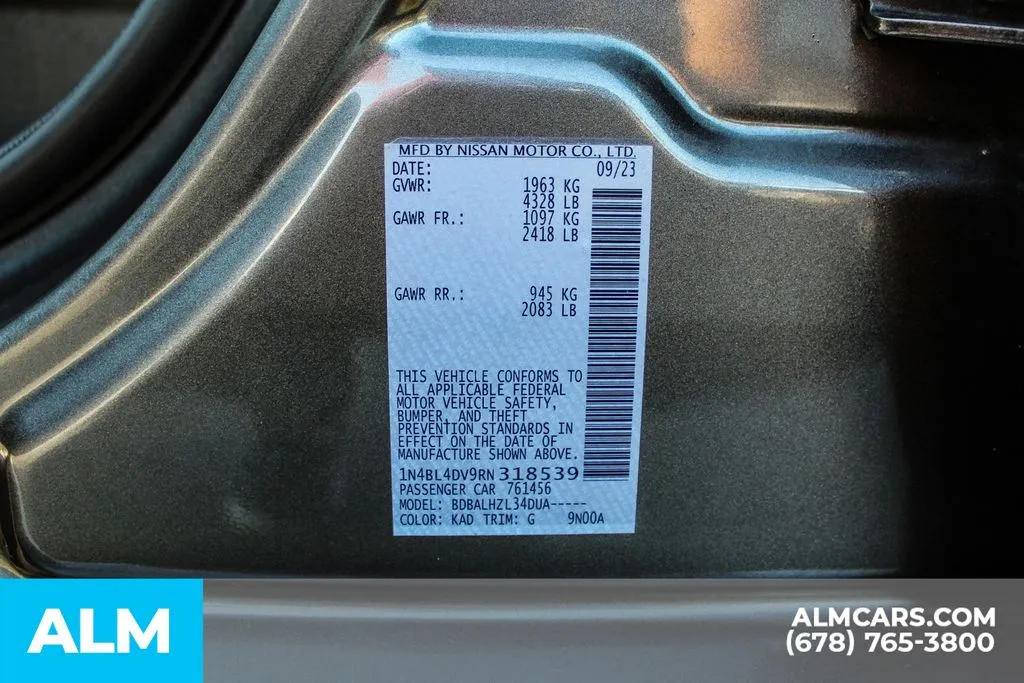 MFD BY NISSAN MOTOR CO., LTD.
DATE: 09/23
GVWR: 1963 KG
4328 LB
GAWR FR.: 1097 KG
2418 LB
GAWR RR.: 945 KG
2083 LB
THIS VEHICLE CONFORMS TO
ALL APPLICABLE FEDERAL
MOTOR VEHICLE SAFETY,
BUMPER, AND THEFT
PREVENTION STANDARDS IN
EFFECT ON THE DATE OF
MANUFACTURE SHOWN ABOVE.
1N4BL4DV9RN318539
PASSENGER CAR 761456
MODEL: BDBALHZL34DUA-----
COLOR: KAD TRIM: G 9N00A
ALM
ALMCARS.COM
(678) 765-3800